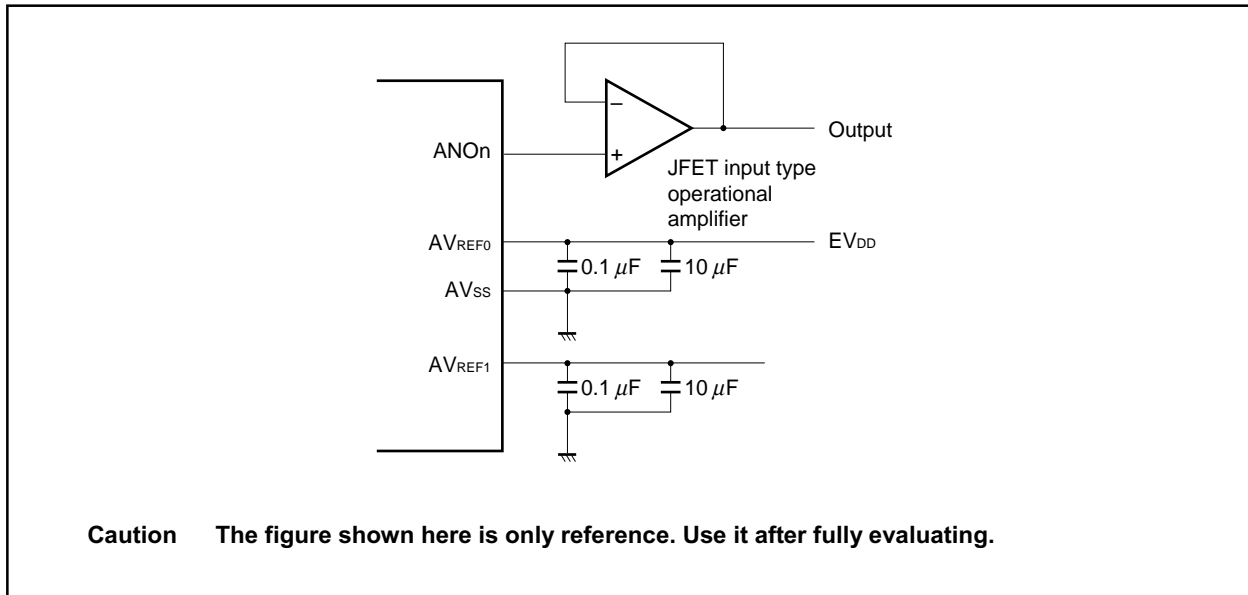 −
ANOn
+
Output
JFET input type
operational
amplifier
AVREF0
EVDD
0.1 μF
10 μF
AVSS
AVREF1
0.1 μF
10 μF
Caution The figure shown here is only reference. Use it after fully evaluating.